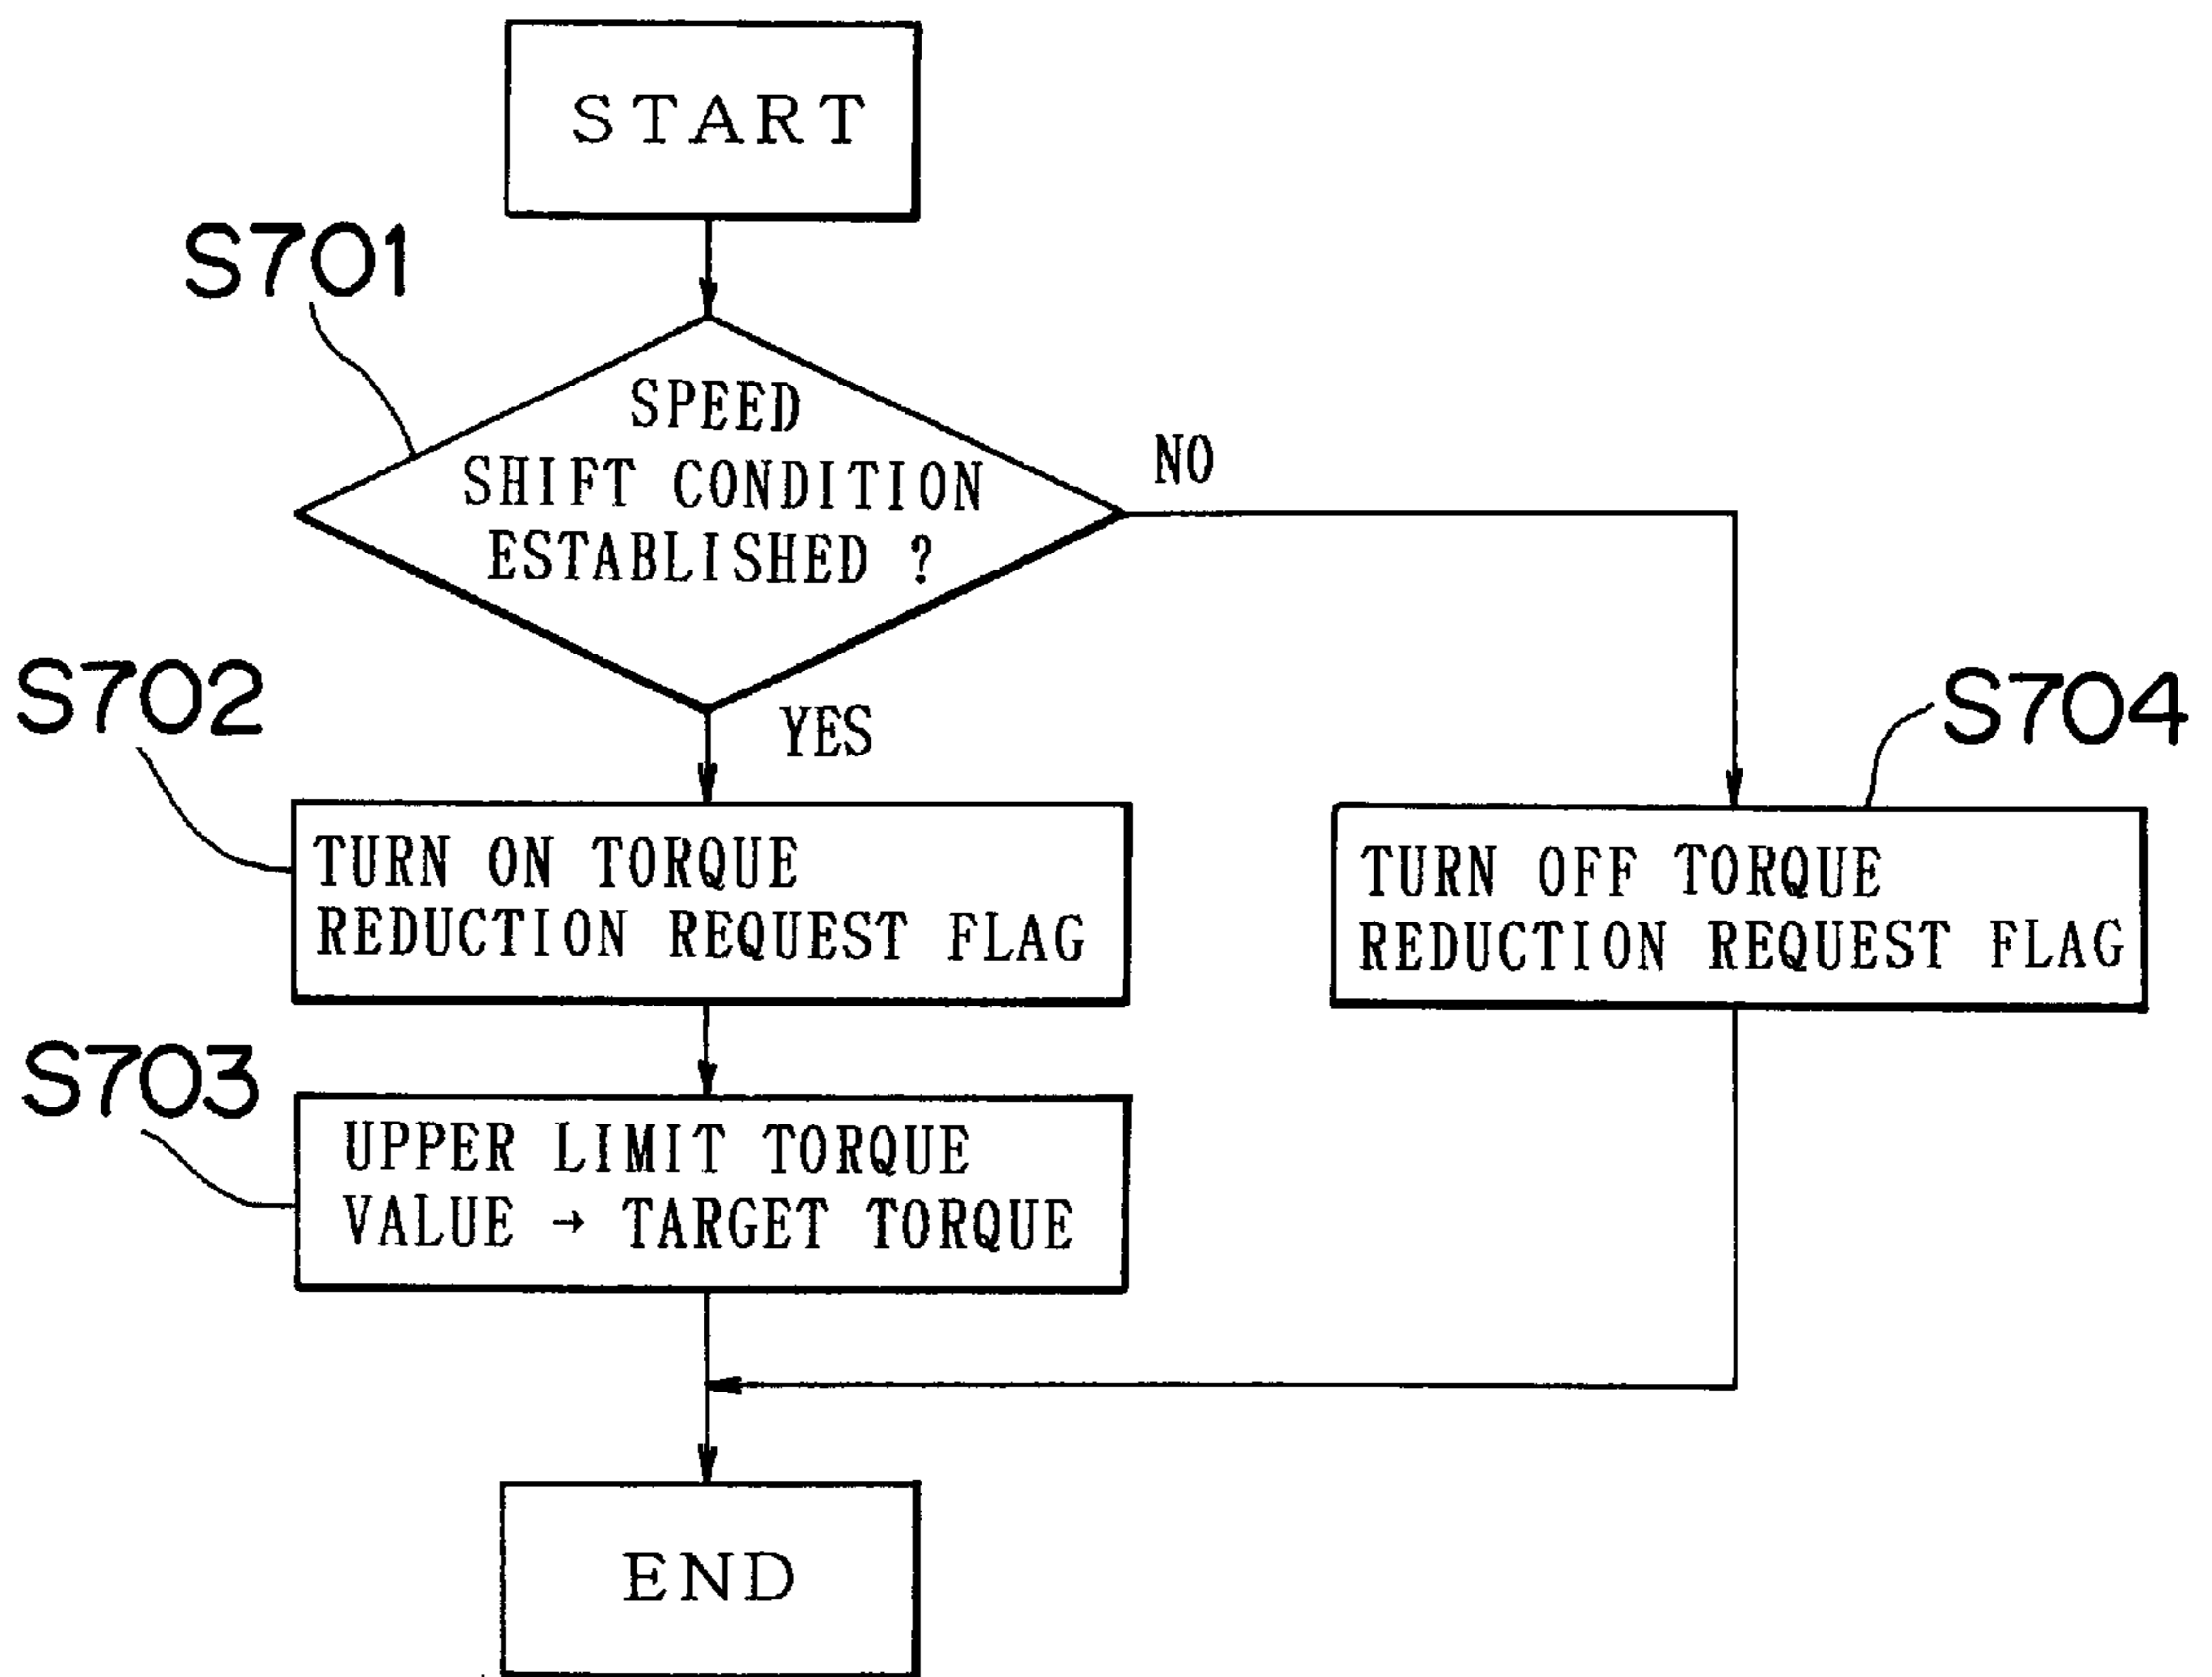 START
S701
SPEED
SHIFT CONDITION
ESTABLISHED ?
NO
YES
S702
TURN ON TORQUE
REDUCTION REQUEST FLAG
S704
TURN OFF TORQUE
REDUCTION REQUEST FLAG
S703
UPPER LIMIT TORQUE
VALUE → TARGET TORQUE
END